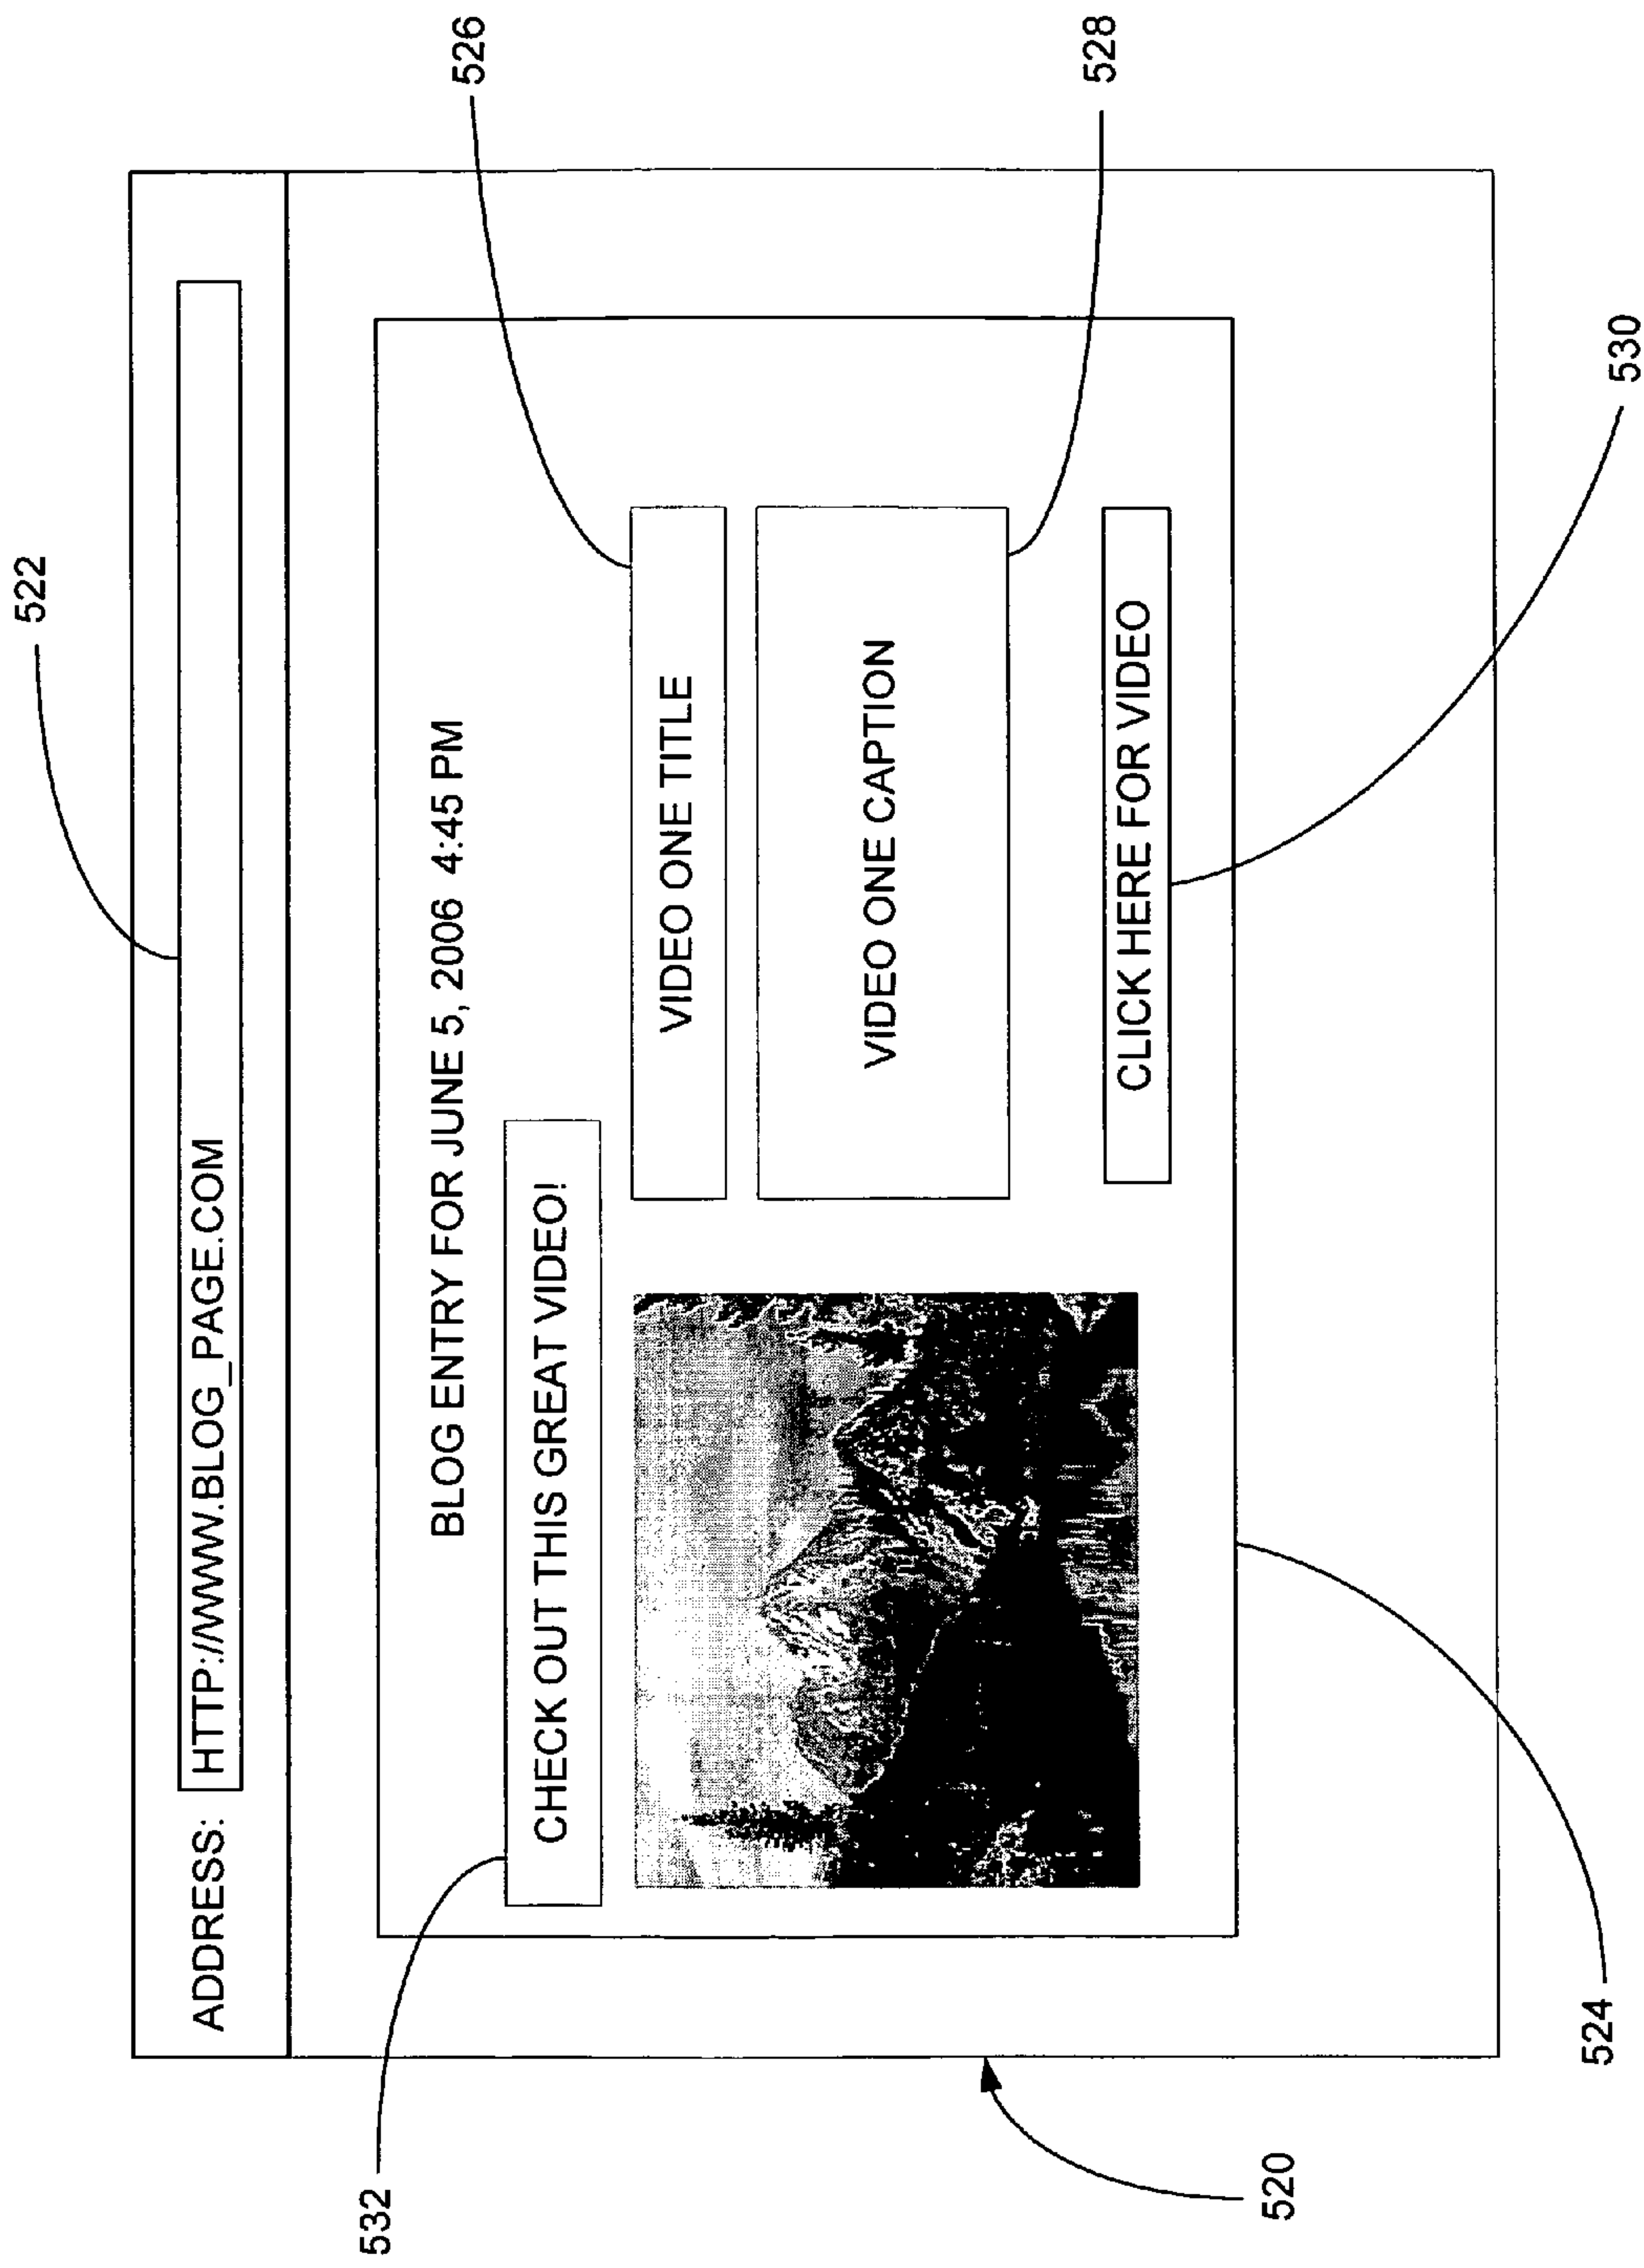 522
ADDRESS: HTTP://WWW.BLOG_PAGE.COM
532
BLOG ENTRY FOR JUNE 5, 2006 4:45 PM
526
CHECK OUT THIS GREAT VIDEO!
VIDEO ONE TITLE
VIDEO ONE CAPTION
528
CLICK HERE FOR VIDEO
520
524
530